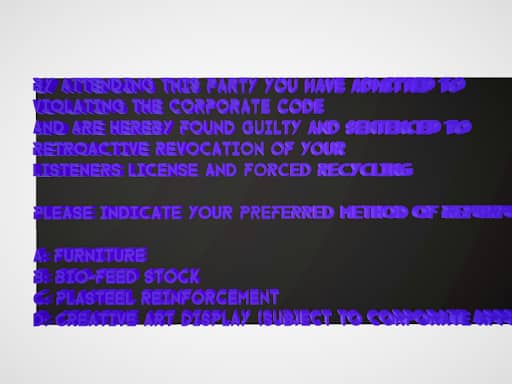 BY ATTENDING THIS PARTY YOU HAVE ADMITTED TO
VIOLATING THE CORPORATE CODE
AND ARE HEREBY FOUND GUILTY AND SENTENCED TO
RETROACTIVE REVOCATION OF YOUR
LISTENERS LICENSE AND FORCED RECYCLING
PLEASE INDICATE YOUR PREFERRED METHOD OF
A: FURNITURE
B: BIO-FEED STOCK
C: PLASTEEL REINFORCEMENT
D: CREATIVE ART DISPLAY (SUBJECT TO CORPORATE